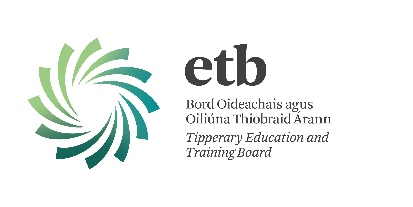 etb
Bord Oideachais agus
Oiliúna Thiobraid Árann
Tipperary Education and
Training Board